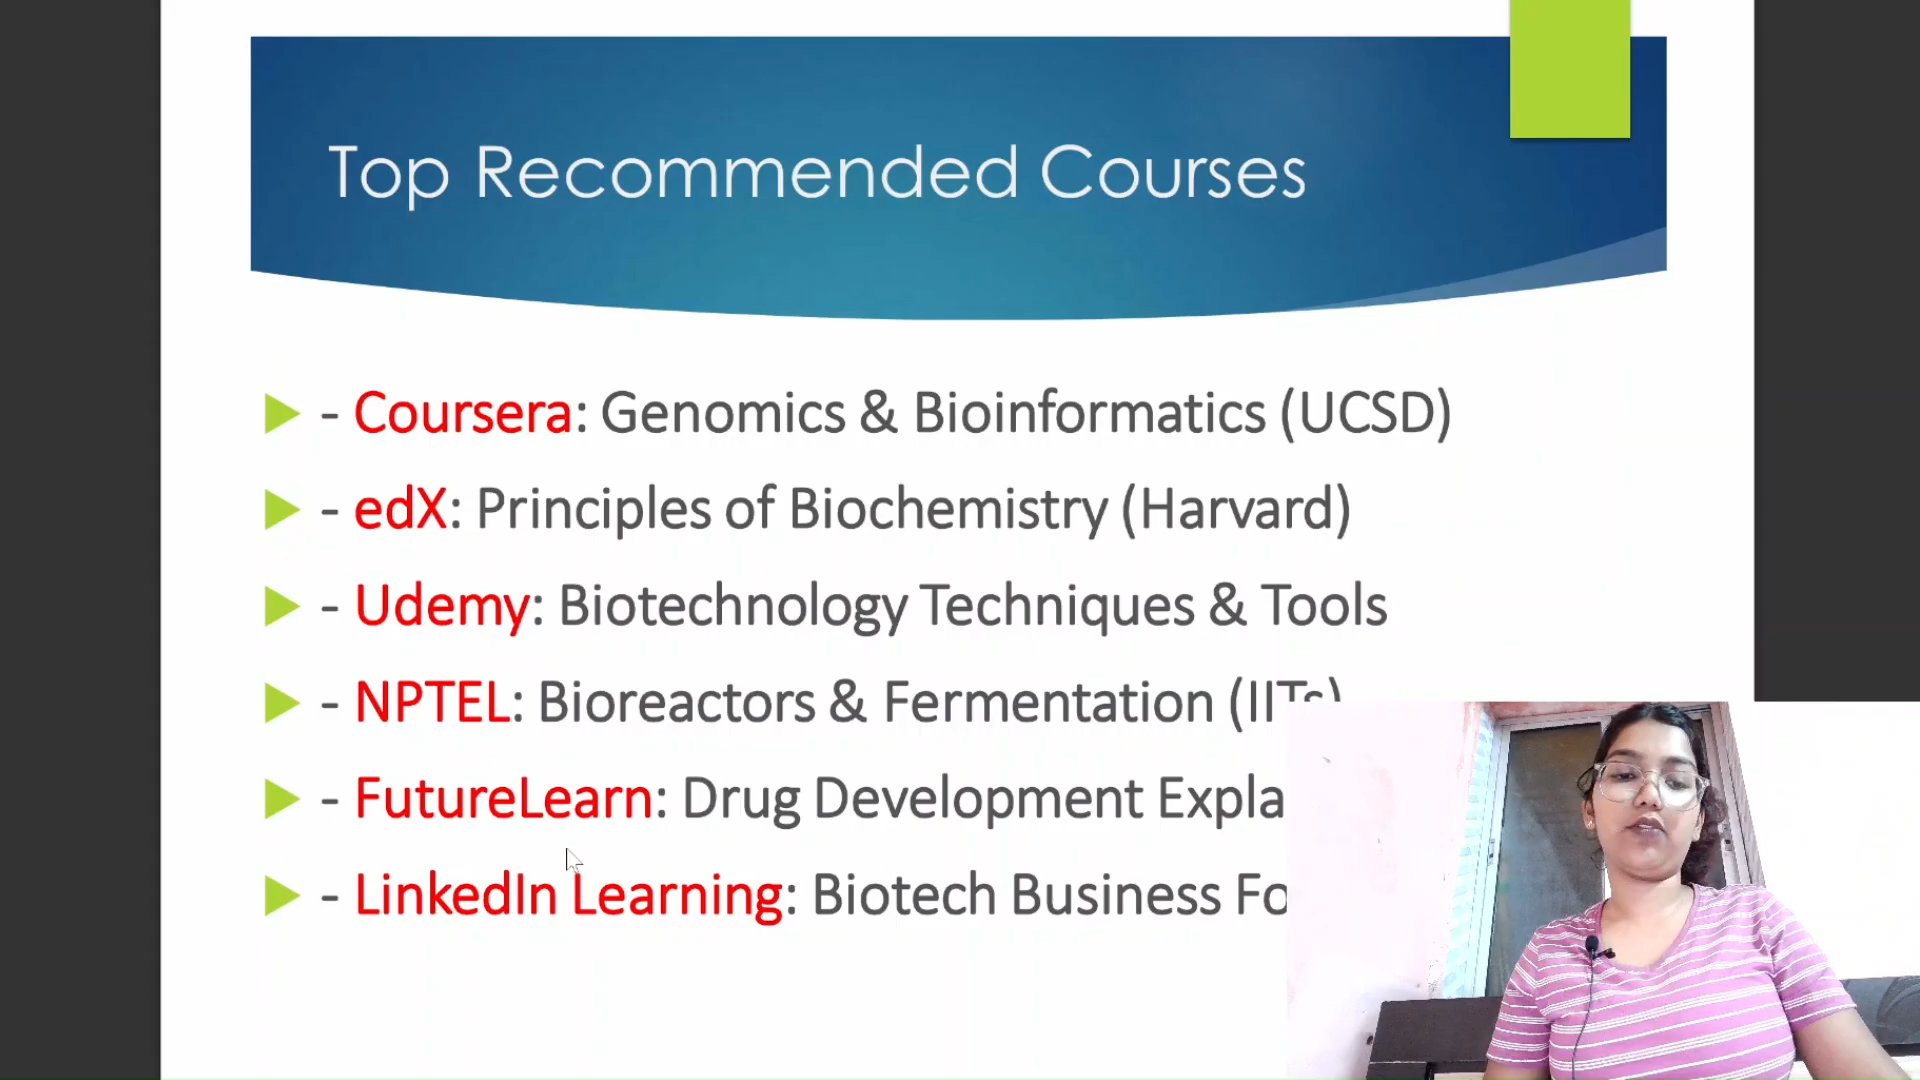 Top Recommended Courses
- Coursera: Genomics & Bioinformatics (UCSD)
- edX: Principles of Biochemistry (Harvard)
- Udemy: Biotechnology Techniques & Tools
- NPTEL: Bioreactors & Fermentation (IITs)
- FutureLearn: Drug Development
- LinkedIn Learning: Biotech Business